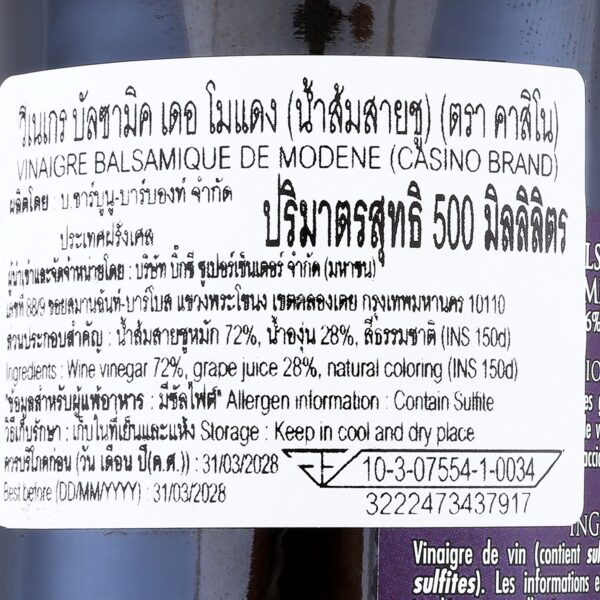 วีเนเกร บัลซามิค เดอ โมแดง (น้ำส้มสายชู) (ตรา คาสิโน)
VINAIGRE BALSAMIQUE DE MODENE (CASINO BRAND)
ผลิตโดย บ.ชาร์บูนู-บาร์บองท์ จำกัด
ประเทศฝรั่งเศส
ปริมาตรสุทธิ 500 มิลลิลิตร
ผู้นำเข้าและจัดจำหน่ายโดย : บริษัท บิ๊กซี ซูเปอร์เซ็นเตอร์ จำกัด (มหาชน)
เลขที่ 88/9 ซอยสมานฉันท์-บาร์โบส แขวงพระโขนง เขตคลองเตย กรุงเทพมหานคร 10110
ส่วนประกอบสำคัญ : น้ำส้มสายชูหมัก 72%, น้ำองุ่น 28%, สีธรรมชาติ (INS 150d)
Ingredients : Wine vinegar 72%, grape juice 28%, natural coloring (INS 150d)
"ข้อมูลสำหรับผู้แพ้อาหาร : มีซัลไฟต์" Allergen information : Contain Sulfite
วิธีเก็บรักษา : เก็บในที่เย็นและแห้ง Storage : Keep in cool and dry place
ควรบริโภคก่อน (วัน เดือน ปี(ค.ศ.)) : 31/03/2028
Best before (DD/MM/YYYY) : 31/03/2028
10-3-07554-1-0034
3222473437917
Vinaigre de vin (contient
sulfites). Les informations